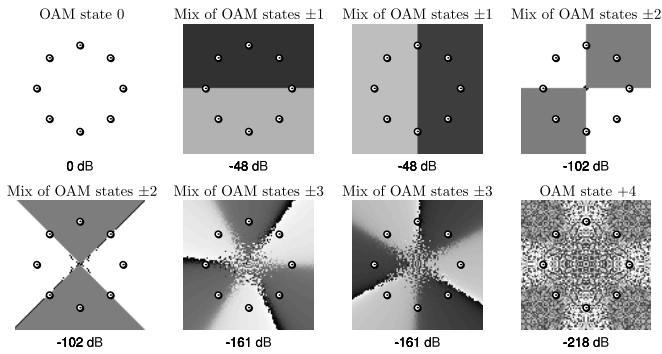 OAM state 0
Mix of OAM states ±1
Mix of OAM states ±1
Mix of OAM states ±2
0 dB
-48 dB
-48 dB
-102 dB
Mix of OAM states ±2
Mix of OAM states ±3
Mix of OAM states ±3
OAM state +4
-102 dB
-161 dB
-161 dB
-218 dB